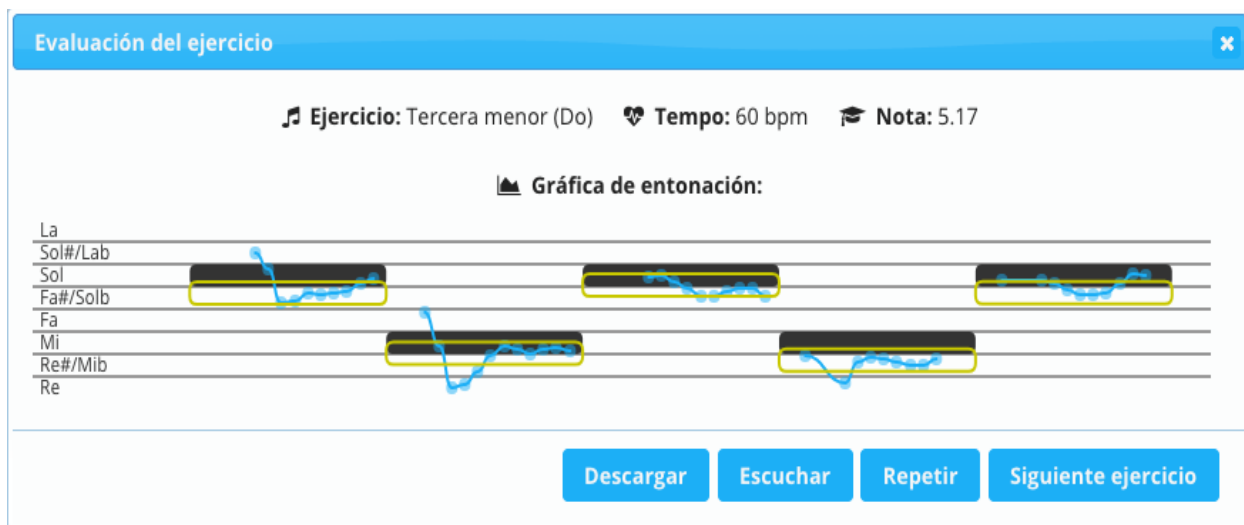 Evaluación del ejercicio
Ejercicio: Tercera menor (Do) Tempo: 60 bpm Nota: 5.17
Gráfica de entonación:
La
Sol#/Lab
Sol
Fa#/Solb
Fa
Mi
Re#/Mib
Re
Descargar Escuchar Repetir Siguiente ejercicio